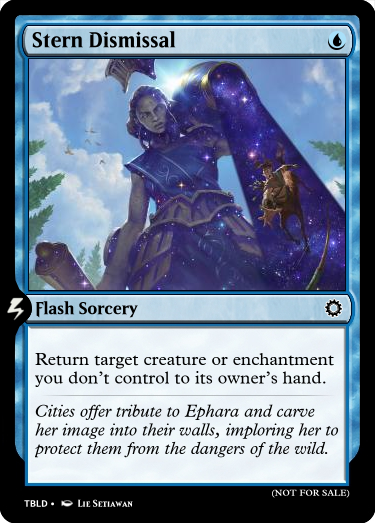 Stern Dismissal
Flash Sorcery
Return target creature or enchantment
you don't control to its owner's hand.
Cities offer tribute to Ephara and carve
her image into their walls, imploring her to
protect them from the dangers of the wild.
(NOT FOR SALE)
TBLD • Lie Setiawan